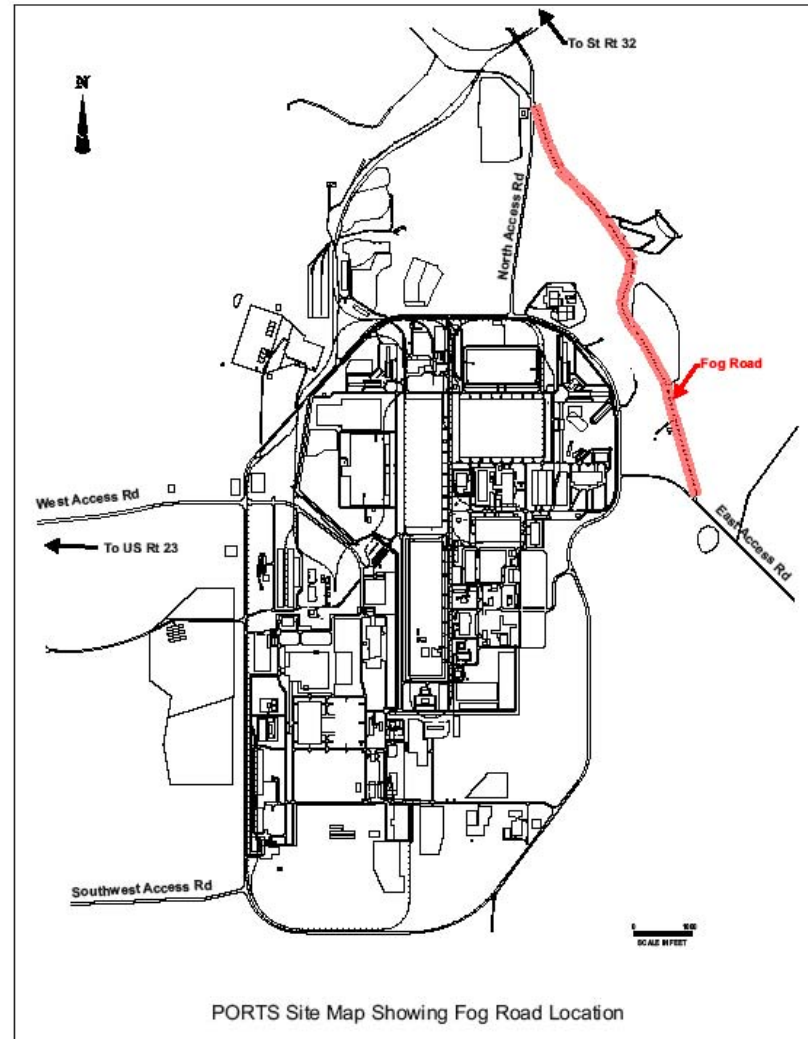 To St Rt 32
N
North Access Rd
Fog Road
West Access Rd
To US Rt 23
East Access Rd
Southwest Access Rd
0 1000
SCALE IN FEET
PORTS Site Map Showing Fog Road Location